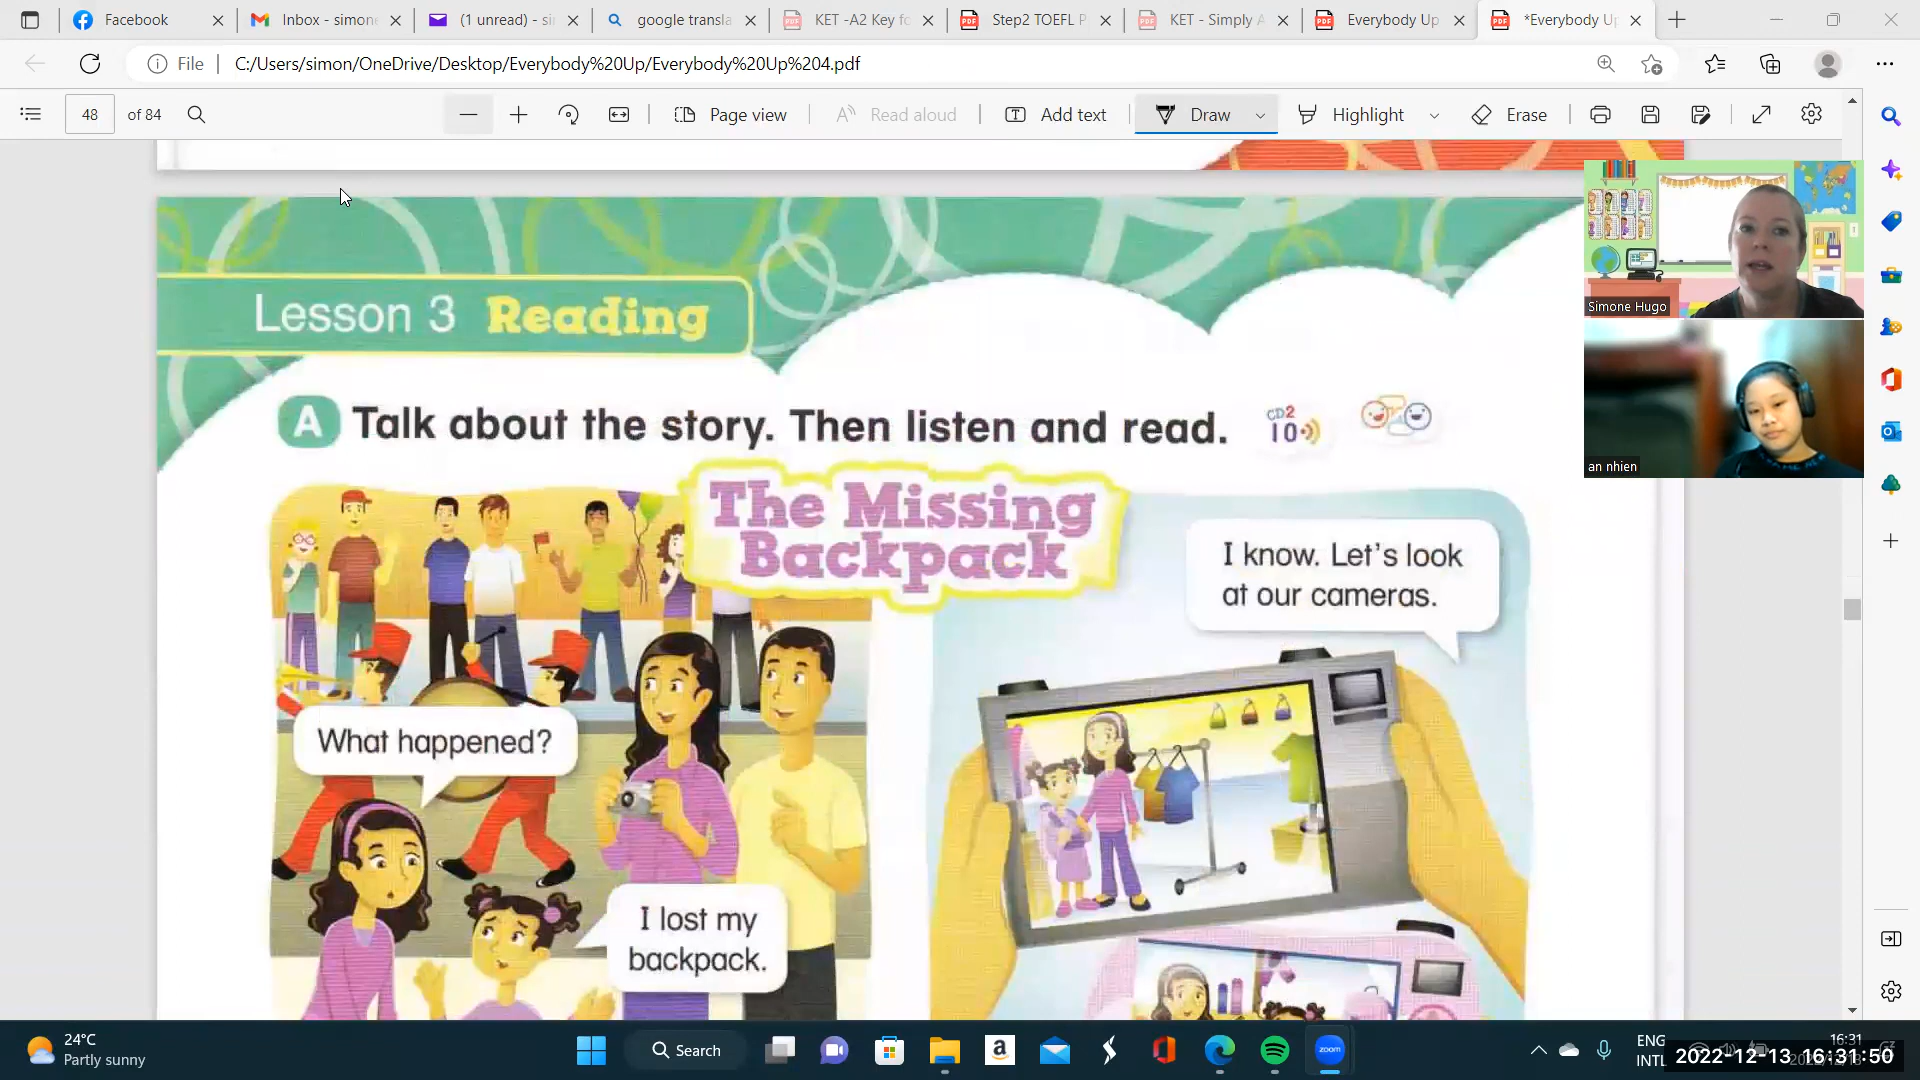 Facebook
Inbox - simone
(1 unread) - si
google transla
KET -A2 Key fo
Step2 TOEFL P
KET - Simply A
Everybody Up
*Everybody Up
File
C:/Users/simon/OneDrive/Desktop/Everybody%20Up/Everybody%20Up%204.pdf
48 of 84
Page view
Read aloud
Add text
Draw
Highlight
Erase
Simone Hugo
an nhien
Lesson 3 Reading
A Talk about the story. Then listen and read.
CD2
10
The Missing
Backpack
I know. Let's look
at our cameras.
What happened?
I lost my
backpack.
24°C
Partly sunny
Search
zoom
ENG
INTL
16:31
2022-12-13 16:31:50